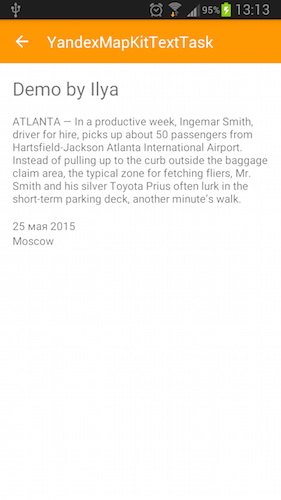 95% 13:13
YandexMapKitTextTask
Demo by Ilya
ATLANTA — In a productive week, Ingemar Smith,
driver for hire, picks up about 50 passengers from
Hartsfield-Jackson Atlanta International Airport.
Instead of pulling up to the curb outside the baggage
claim area, the typical zone for fetching fliers, Mr.
Smith and his silver Toyota Prius often lurk in the
short-term parking deck, another minute's walk.
25 мая 2015
Moscow